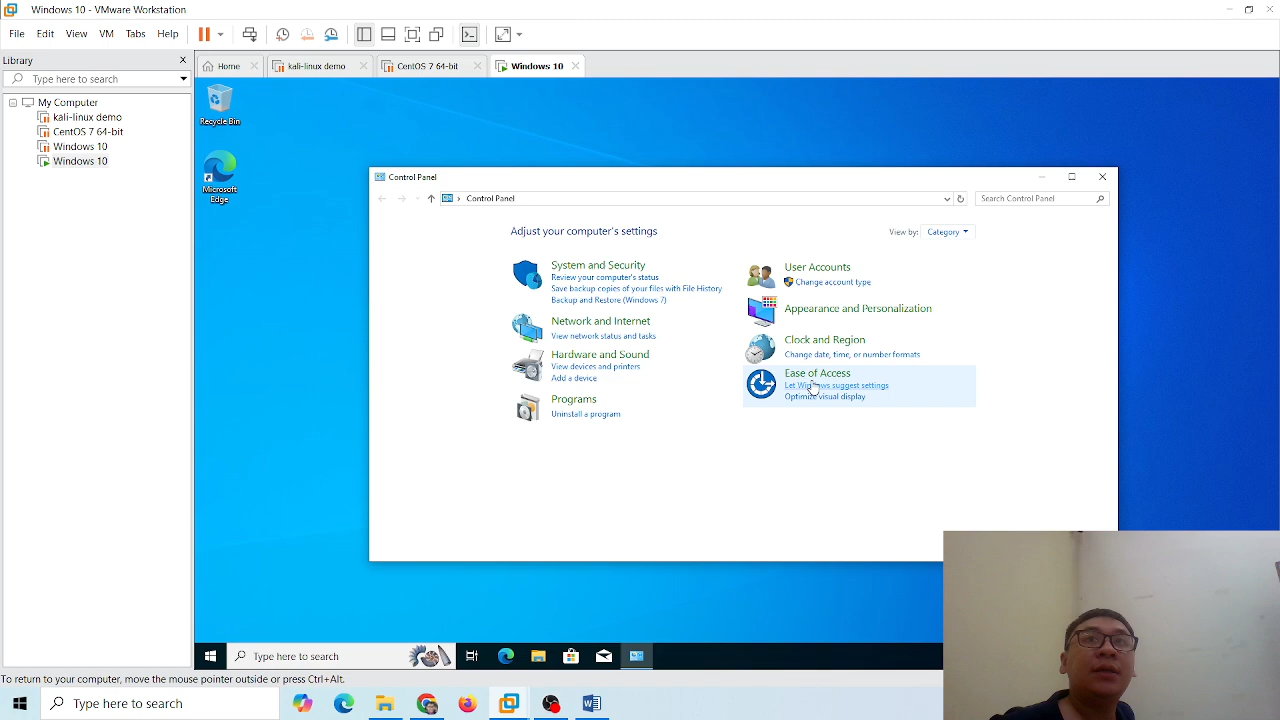 Windows 10 - VMware Workstation
File Edit View VM Tabs Help
Library
Type here to search
My Computer
kali-linux demo
CentOS 7 64-bit
Windows 10
Windows 10
Home
kali-linux demo
CentOS 7 64-bit
Windows 10
Recycle Bin
Microsoft
Edge
Control Panel
Control Panel
Search Control Panel
Adjust your computer's settings
View by: Category
System and Security
Review your computer's status
Save backup copies of your files with File History
Backup and Restore (Windows 7)
Network and Internet
View network status and tasks
Hardware and Sound
View devices and printers
Add a device
Programs
Uninstall a program
User Accounts
Change account type
Appearance and Personalization
Clock and Region
Change date, time, or number formats
Ease of Access
Let Windows suggest settings
Optimize visual display
Type here to search
To return to your computer, move the mouse pointer outside or press Ctrl+Alt.
Type here to search